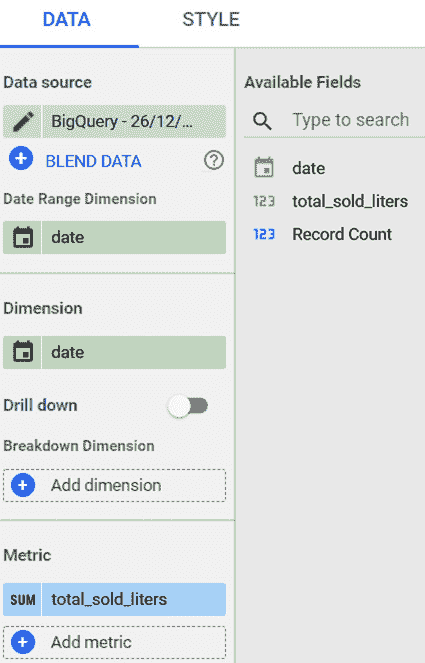 DATA
STYLE
Data source
BigQuery - 26/12/...
BLEND DATA
Date Range Dimension
date
Dimension
date
Drill down
Breakdown Dimension
Add dimension
Metric
SUM total_sold_liters
Add metric
Available Fields
Type to search
date
123 total_sold_liters
123 Record Count